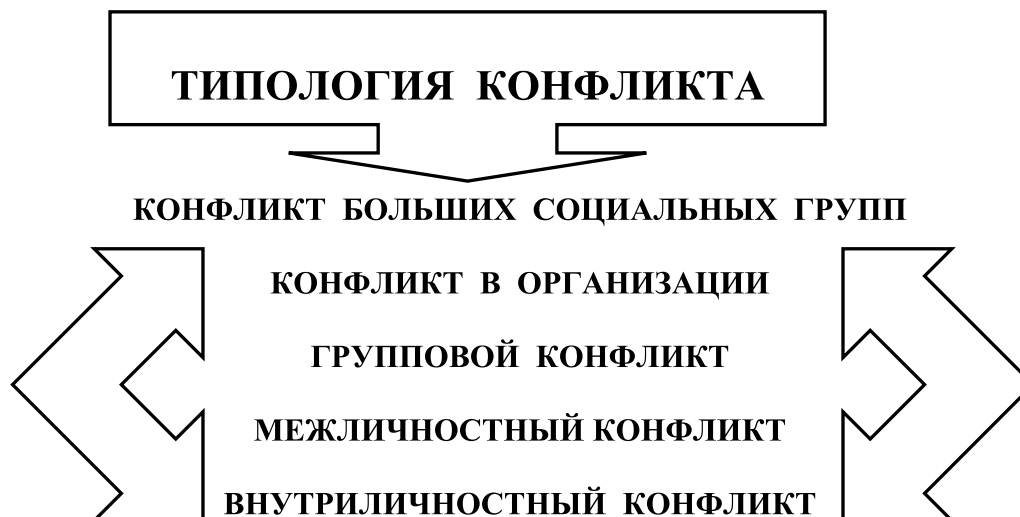 ТИПОЛОГИЯ КОНФЛИКТА
КОНФЛИКТ БОЛЬШИХ СОЦИАЛЬНЫХ ГРУПП
КОНФЛИКТ В ОРГАНИЗАЦИИ
ГРУППОВОЙ КОНФЛИКТ
МЕЖЛИЧНОСТНЫЙ КОНФЛИКТ
ВНУТРИЛИЧНОСТНЫЙ КОНФЛИКТ